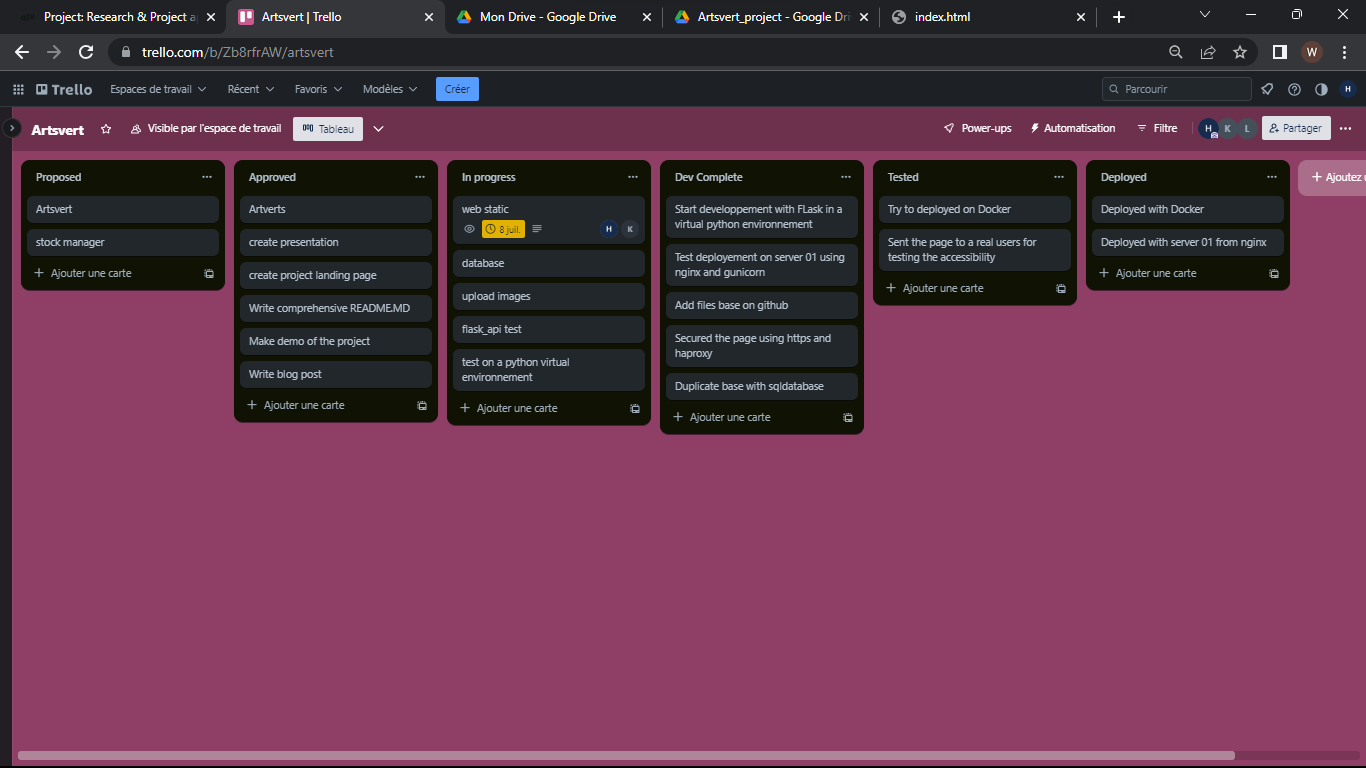 Project: Research & Project a
Artsvert | Trello
Mon Drive - Google Drive
Artsvert_project - Google Dri
index.html
trello.com/b/Zb8rfrAW/artsvert
W
Trello
Espaces de travail
Récent
Favoris
Modèles
Créer
Parcourir
H
Artsvert
Visible par l'espace de travail
Tableau
Power-ups
Automatisation
Filtre
H
K
L
Partager
Proposed
Artsvert
stock manager
Ajouter une carte
Approved
Artverts
create presentation
create project landing page
Write comprehensive README.MD
Make demo of the project
Write blog post
Ajouter une carte
In progress
web static
8 juil.
H
K
database
upload images
flask_api test
test on a python virtual
environnement
Ajouter une carte
Dev Complete
Start developpement with FLask in a
virtual python environnement
Test deployement on server 01 using
nginx and gunicorn
Add files base on github
Secured the page using https and
haproxy
Duplicate base with sqldatabase
Ajouter une carte
Tested
Try to deployed on Docker
Sent the page to a real users for
testing the accessibility
Ajouter une carte
Deployed
Deployed with Docker
Deployed with server 01 from nginx
Ajouter une carte
Ajoutez